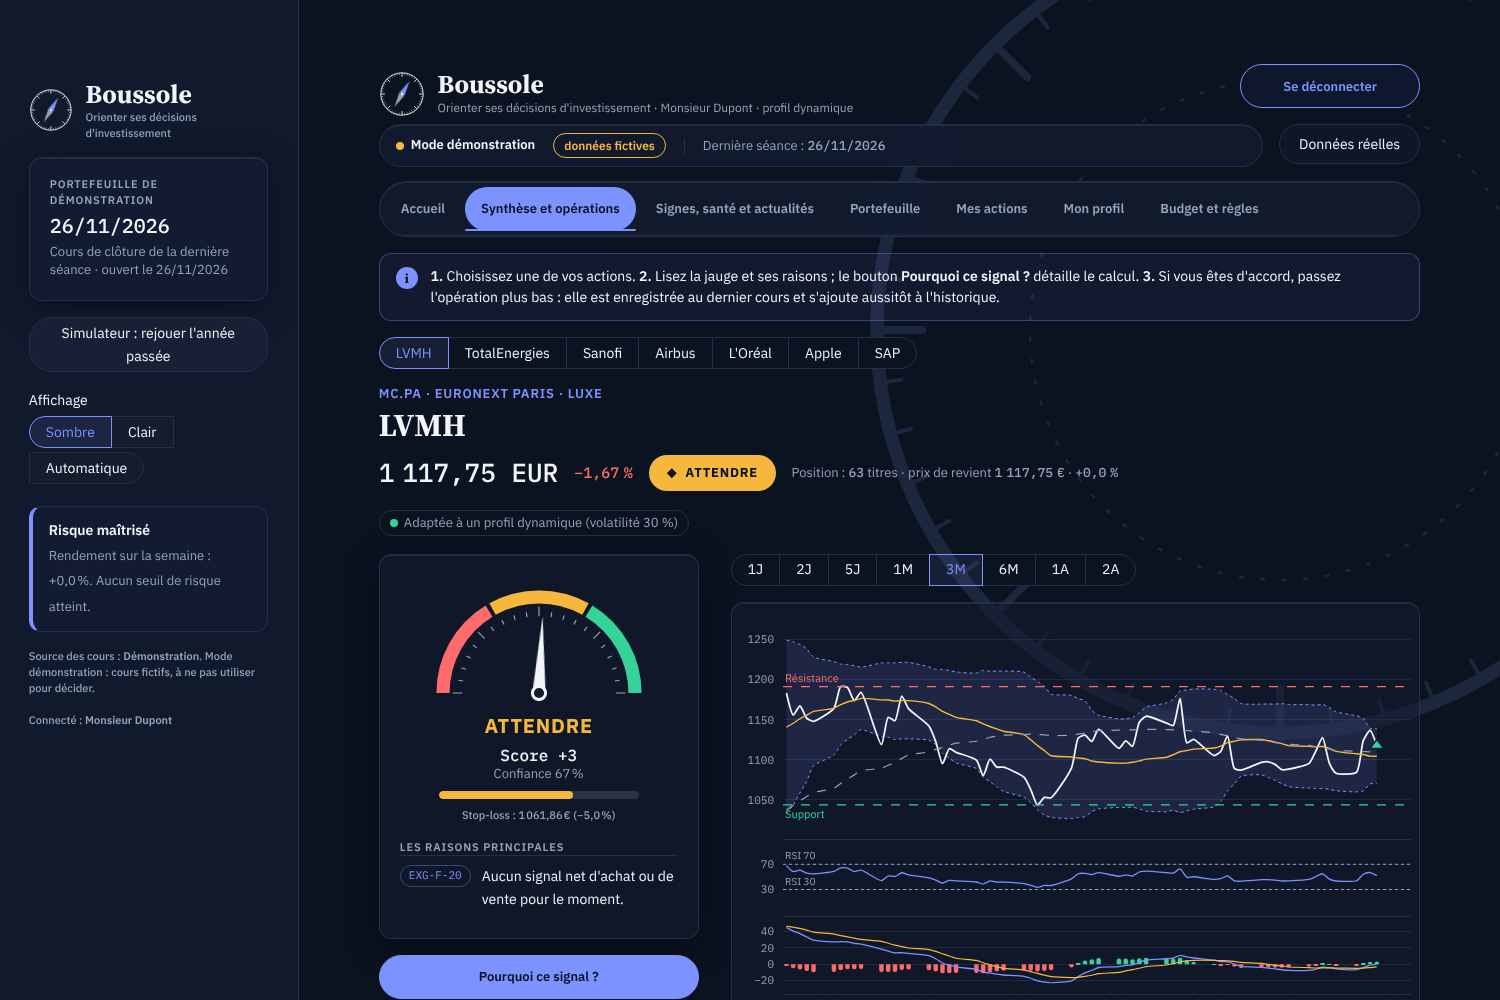 Boussole
Orienter ses décisions
d'investissement
PORTEFEUILLE DE
DÉMONSTRATION
26/11/2026
Cours de clôture de la dernière
séance · ouvert le 26/11/2026
Simulateur : rejouer l'année
passée
Affichage
Sombre
Clair
Automatique
Risque maîtrisé
Rendement sur la semaine :
+0,0 %. Aucun seuil de risque
atteint.
Source des cours : Démonstration. Mode
démonstration : cours fictifs, à ne pas utiliser
pour décider.
Connecté : Monsieur Dupont
Boussole
Orienter ses décisions d'investissement · Monsieur Dupont · profil dynamique
Se déconnecter
Mode démonstration
données fictives
Dernière séance : 26/11/2026
Données réelles
Accueil
Synthèse et opérations
Signes, santé et actualités
Portefeuille
Mes actions
Mon profil
Budget et règles
i
1. Choisissez une de vos actions. 2. Lisez la jauge et ses raisons ; le bouton Pourquoi ce signal ? détaille le calcul. 3. Si vous êtes d'accord, passez
l'opération plus bas : elle est enregistrée au dernier cours et s'ajoute aussitôt à l'historique.
LVMH
TotalEnergies
Sanofi
Airbus
L'Oréal
Apple
SAP
MC.PA · EURONEXT PARIS · LUXE
LVMH
1 117,75 EUR
−1,67 %
◆ ATTENDRE
Position : 63 titres · prix de revient 1 117,75 € · +0,0 %
Adaptée à un profil dynamique (volatilité 30 %)
ATTENDRE
Score +3
Confiance 67 %
Stop-loss : 1 061,86 € (−5,0 %)
LES RAISONS PRINCIPALES
EXG-F-20
Aucun signal net d'achat ou de
vente pour le moment.
Pourquoi ce signal ?
1J
2J
5J
1M
3M
6M
1A
2A
1250
1200
Résistance
1150
1100
1050
Support
RSI 70
70
RSI 30
30
40
20
0
−20